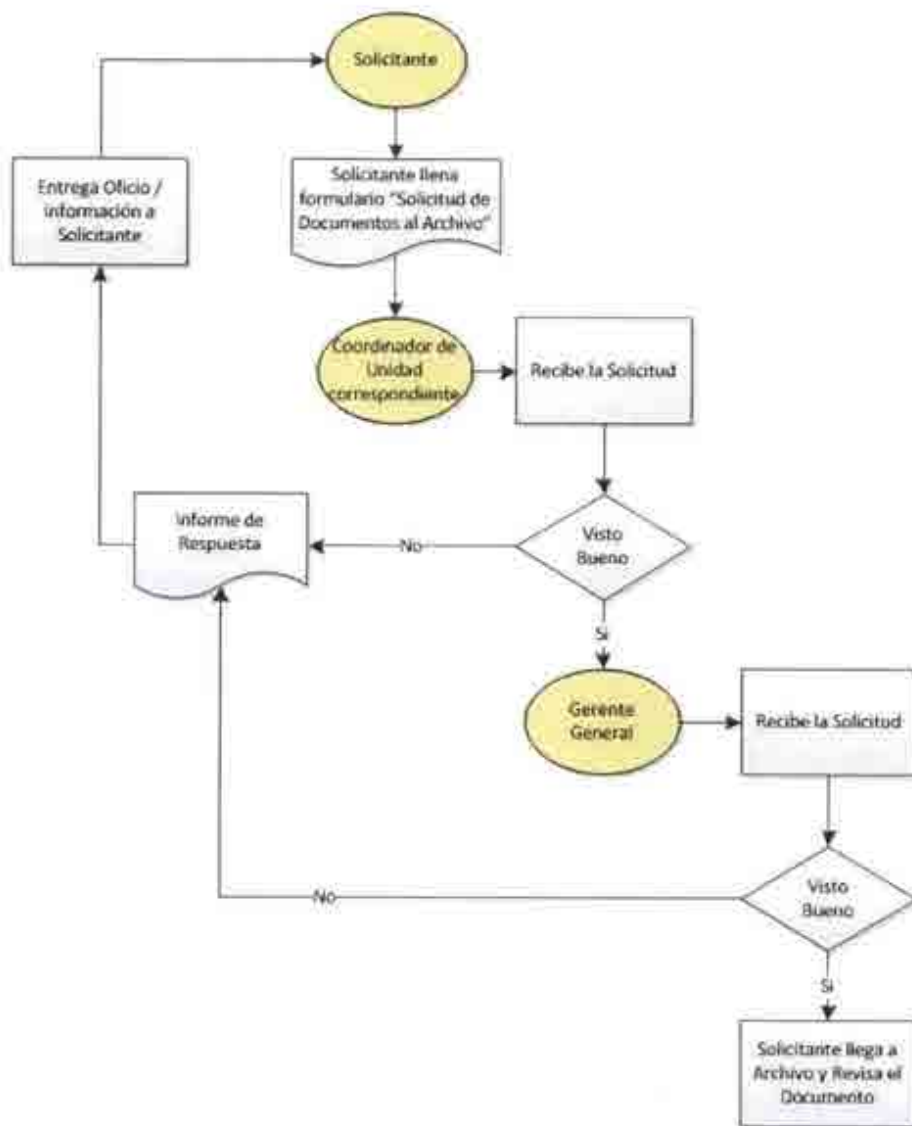 Solicitante
Entrega Oficio /
información a
Solicitante
Solicitante llena
formulario "Solicitud de
Documentos al Archivo"
Coordinador de
Unidad
correspondiente
Recibe la Solicitud
Informe de
Respuesta
No
Visto
Bueno
Si
Gerente
General
Recibe la Solicitud
No
Visto
Bueno
Si
Solicitante llega a
Archivo y Revisa el
Documento